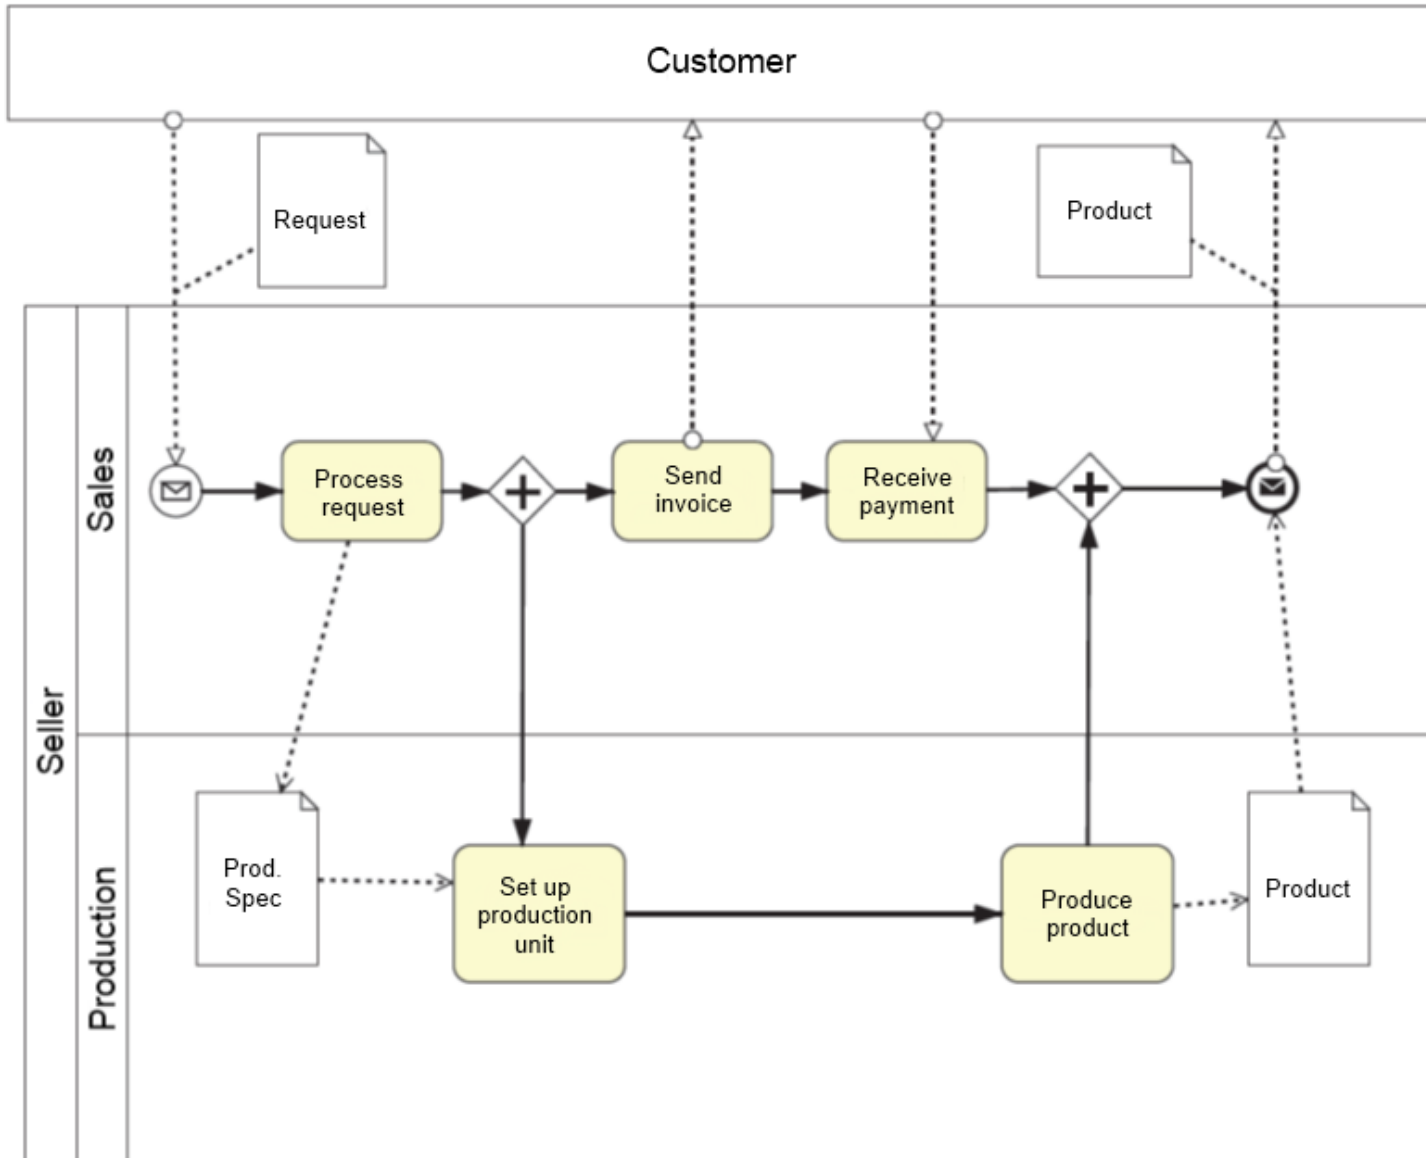 Customer
Request
Product
Seller
Sales
Process
request
Send
invoice
Receive
payment
Production
Prod.
Spec
Set up
production
unit
Produce
product
Product